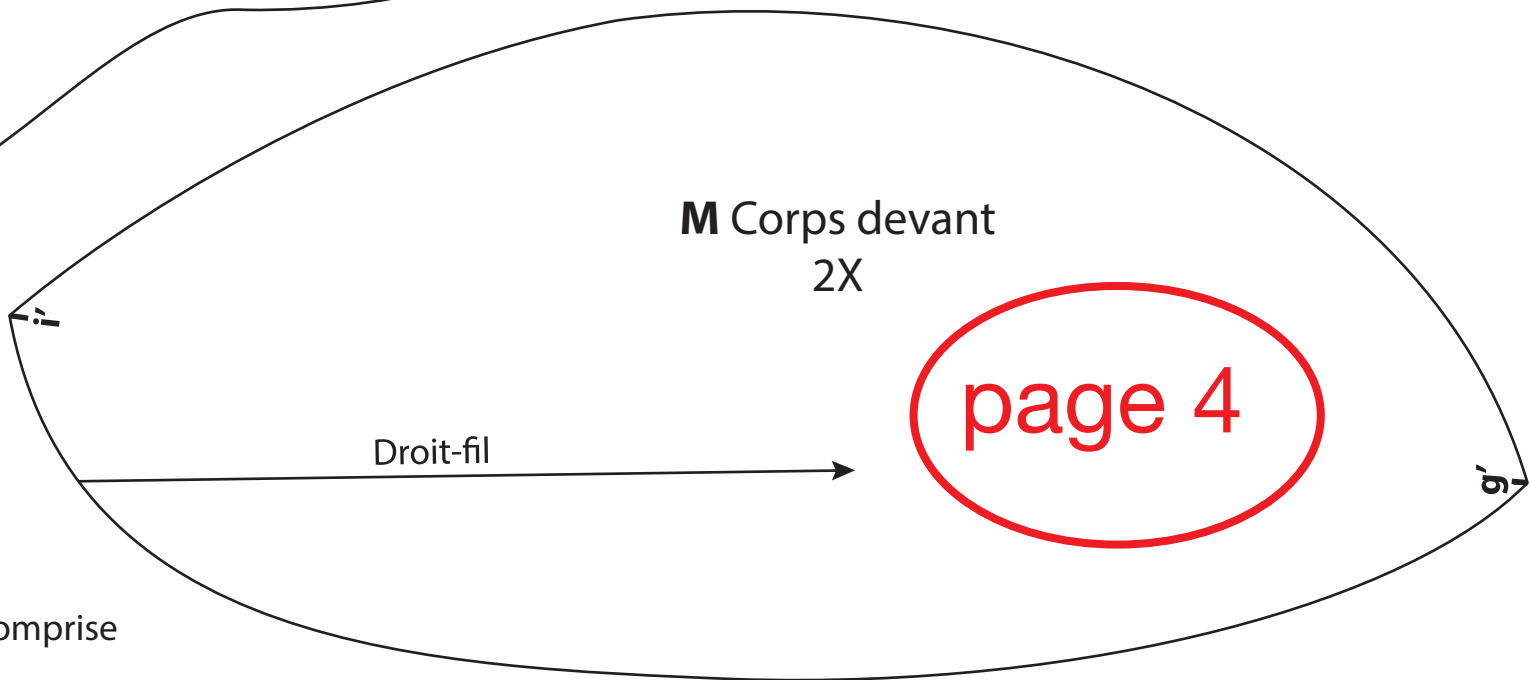 M Corps devant
2X
i'
page 4
Droit-fil
g'
omprise